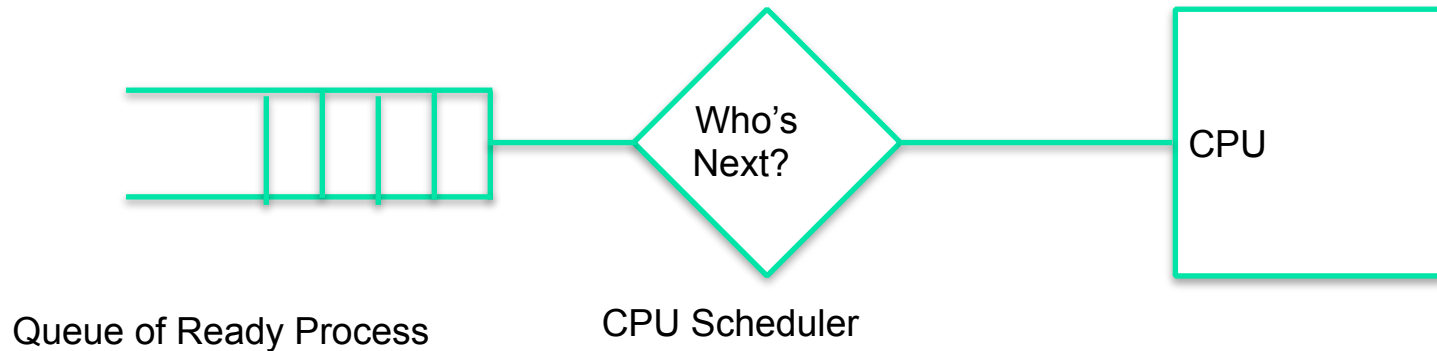 Who’s
Next?
CPU
Queue of Ready Process
CPU Scheduler